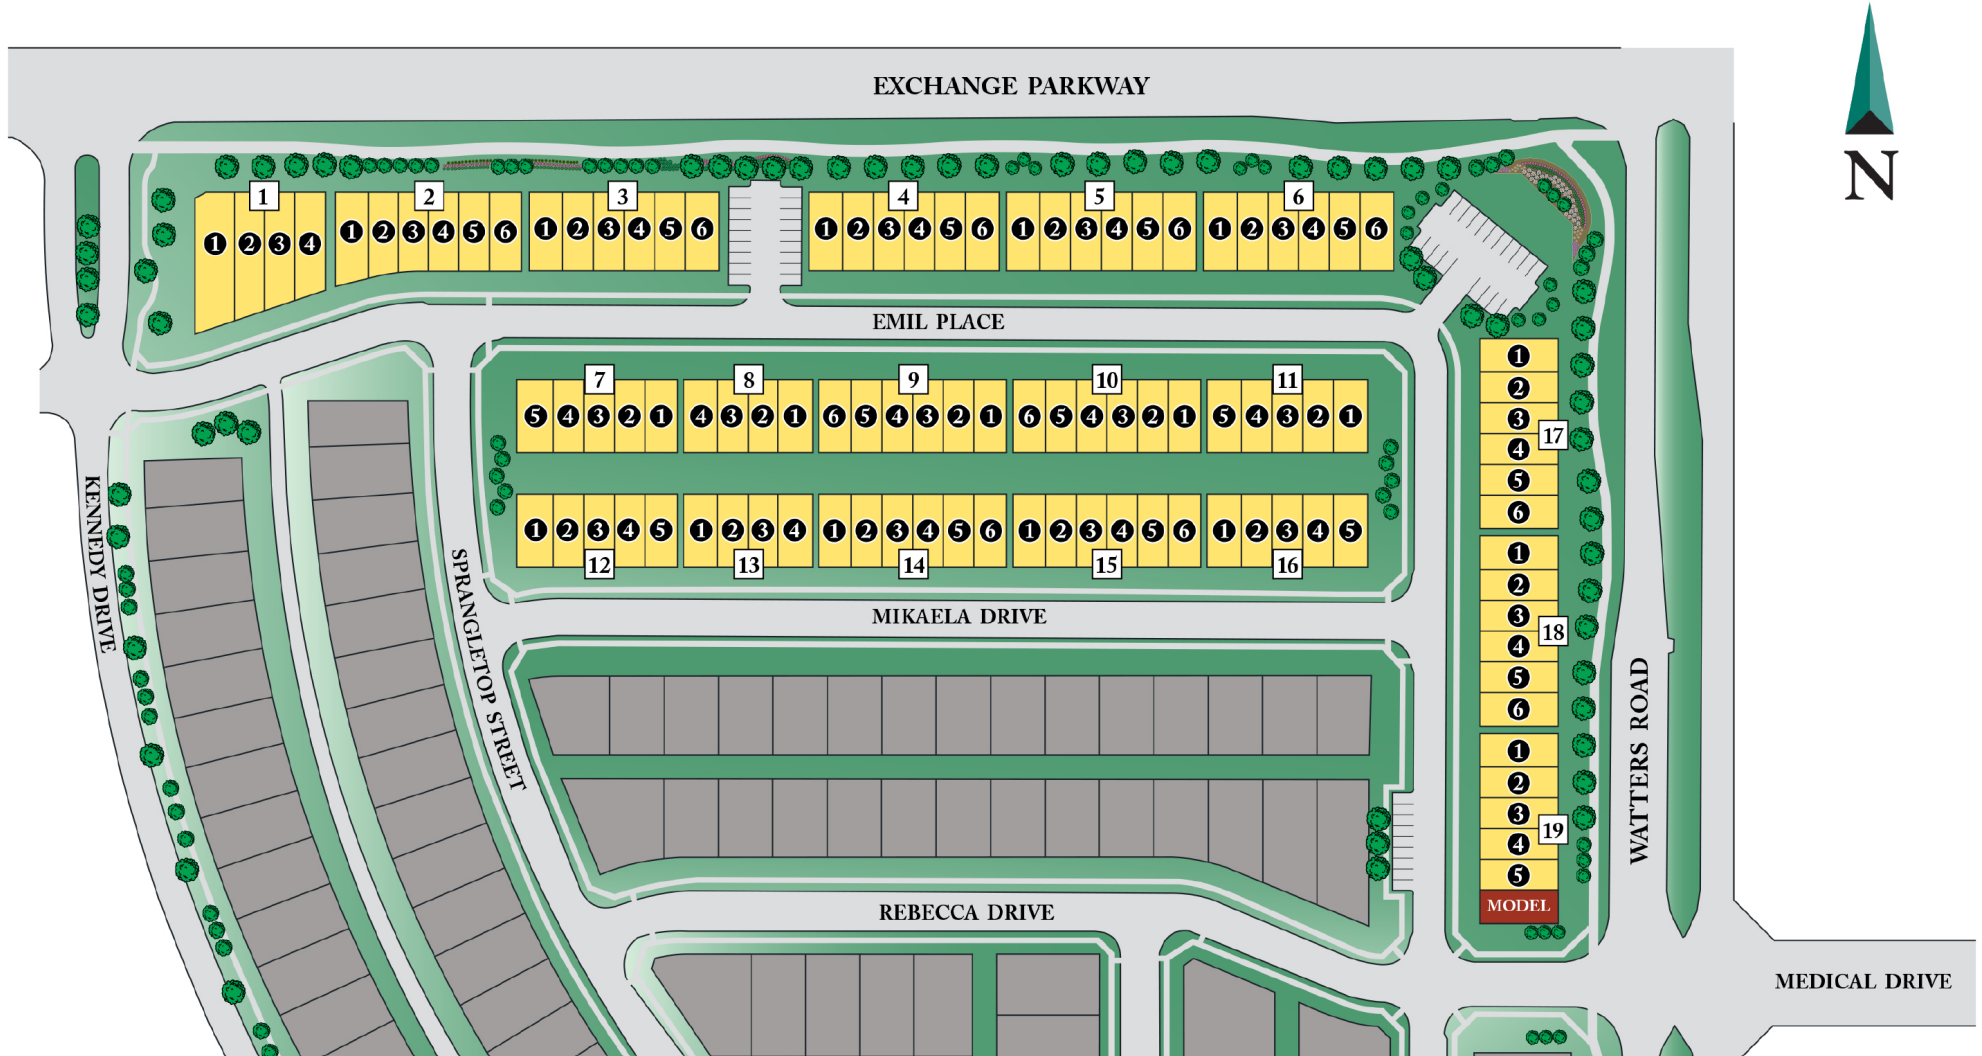 EXCHANGE PARKWAY
N
1
2
3
4
5
6
1 2 3 4
1 2 3 4 5 6
1 2 3 4 5 6
1 2 3 4 5 6
1 2 3 4 5 6
1 2 3 4 5 6
EMIL PLACE
7
8
9
10
11
5 4 3 2 1
4 3 2 1
6 5 4 3 2 1
6 5 4 3 2 1
5 4 3 2 1
1 2 3 4 5
1 2 3 4
1 2 3 4 5 6
1 2 3 4 5 6
1 2 3 4 5
12
13
14
15
16
MIKAELA DRIVE
KENNEDY DRIVE
SPRANGLETOP STREET
REBECCA DRIVE
1
2
3
4
5
6
17
1
2
3
4
5
6
18
1
2
3
4
5
19
MODEL
WATTERS ROAD
MEDICAL DRIVE